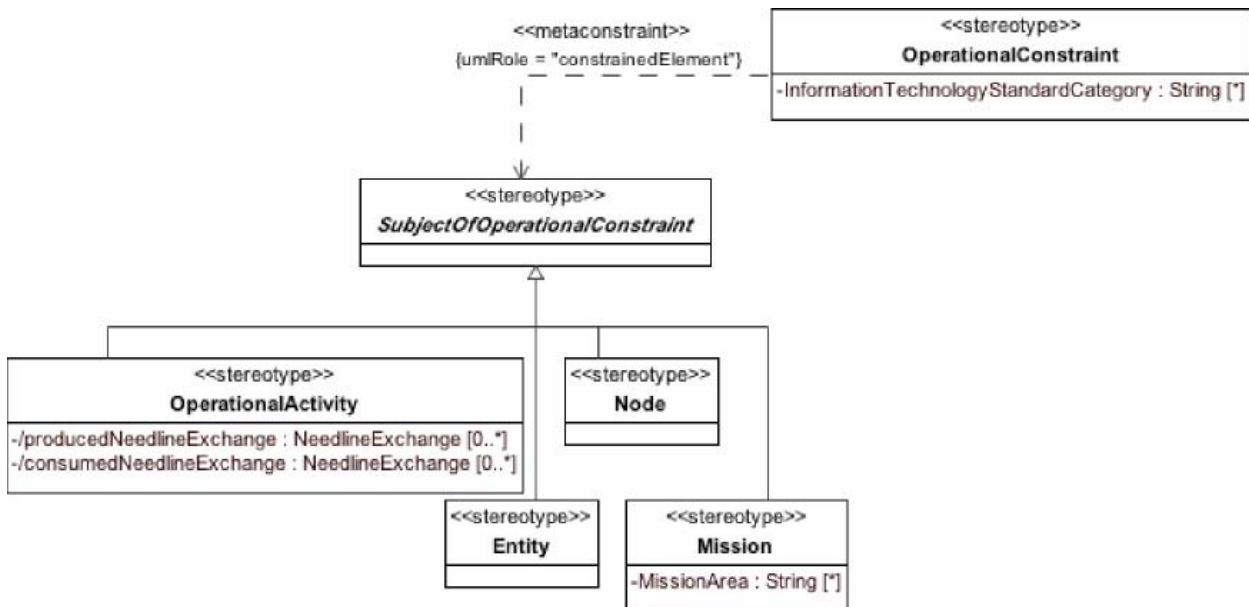 <<metaconstraint>>
{umlRole = "constrainedElement"}
<<stereotype>>
OperationalConstraint
-InformationTechnologyStandardCategory : String [*]
<<stereotype>>
SubjectOfOperationalConstraint
<<stereotype>>
OperationalActivity
-/producedNeedlineExchange : NeedlineExchange [0..*]
-/consumedNeedlineExchange : NeedlineExchange [0..*]
<<stereotype>>
Node
<<stereotype>>
Entity
<<stereotype>>
Mission
-MissionArea : String [*]